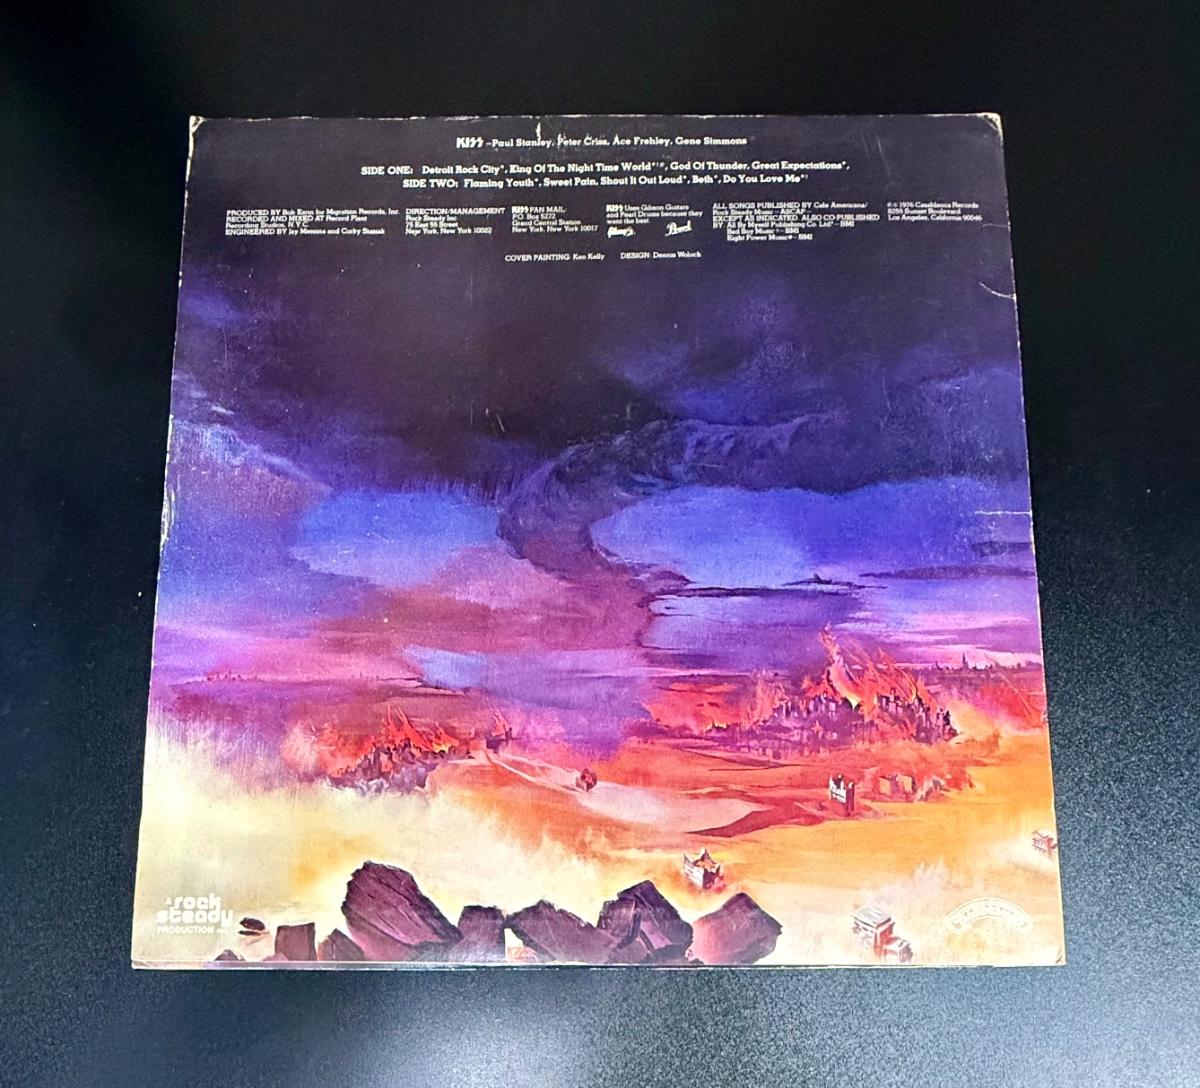 KISS –Paul Stanley, Peter Criss, Ace Frehley, Gene Simmons
SIDE ONE: Detroit Rock City*, King Of The Night Time World*†#, God Of Thunder, Great Expectations*,
SIDE TWO: Flaming Youth*, Sweet Pain, Shout It Out Loud*, Beth*, Do You Love Me*†
PRODUCED BY Bob Ezrin for Migration Records, Inc.
RECORDED AND MIXED AT Record Plant
Recording Studios, N.Y.C.
ENGINEERED BY Jay Messina and Corky Stasiak
DIRECTION/MANAGEMENT
Rock Steady Inc
75 East 55 Street
New York, New York 10022
KISS FAN MAIL
P.O. Box 5272
Grand Central Station
New York, New York 10017
KISS Uses Gibson Guitars
and Pearl Drums because they
want the best.
Gibson
Pearl
ALL SONGS PUBLISHED BY Cafe Americana/
Rock Steady Music – ASCAP
EXCEPT AS INDICATED. ALSO CO PUBLISHED
BY: All By Myself Publishing Co. Ltd* – BMI
Bad Boy Music † – BMI
Eight Power Music# – BMI
℗ © 1976 Casablanca Records
8255 Sunset Boulevard
Los Angeles, California 90046
COVER PAINTING: Ken Kelly DESIGN: Dennis Woloch
A rock
steady
PRODUCTION INC.